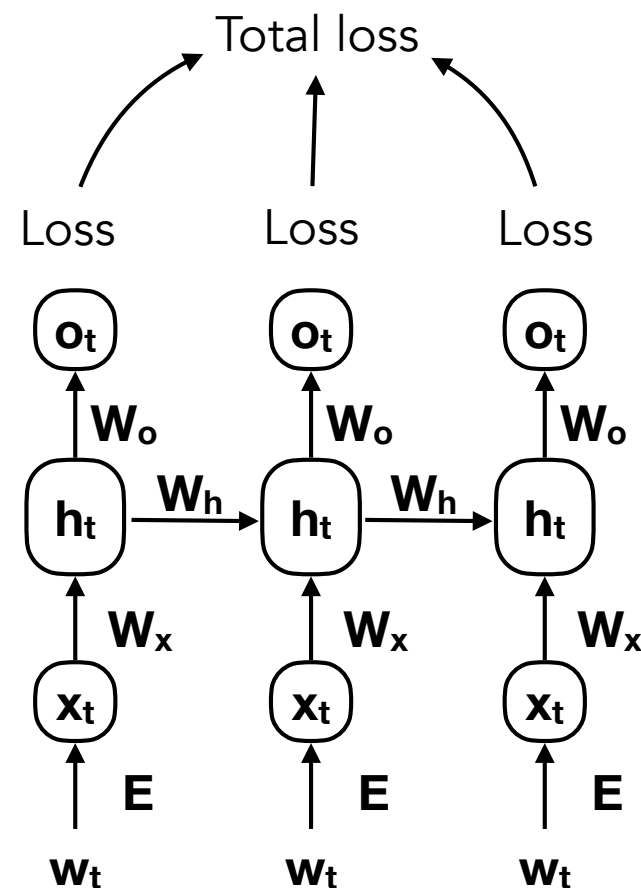 Total loss
Loss Loss Loss
oₜ oₜ oₜ
Wₒ Wₒ Wₒ
Wₕ Wₕ
hₜ hₜ hₜ
Wₓ Wₓ Wₓ
xₜ xₜ xₜ
E E E
wₜ wₜ wₜ